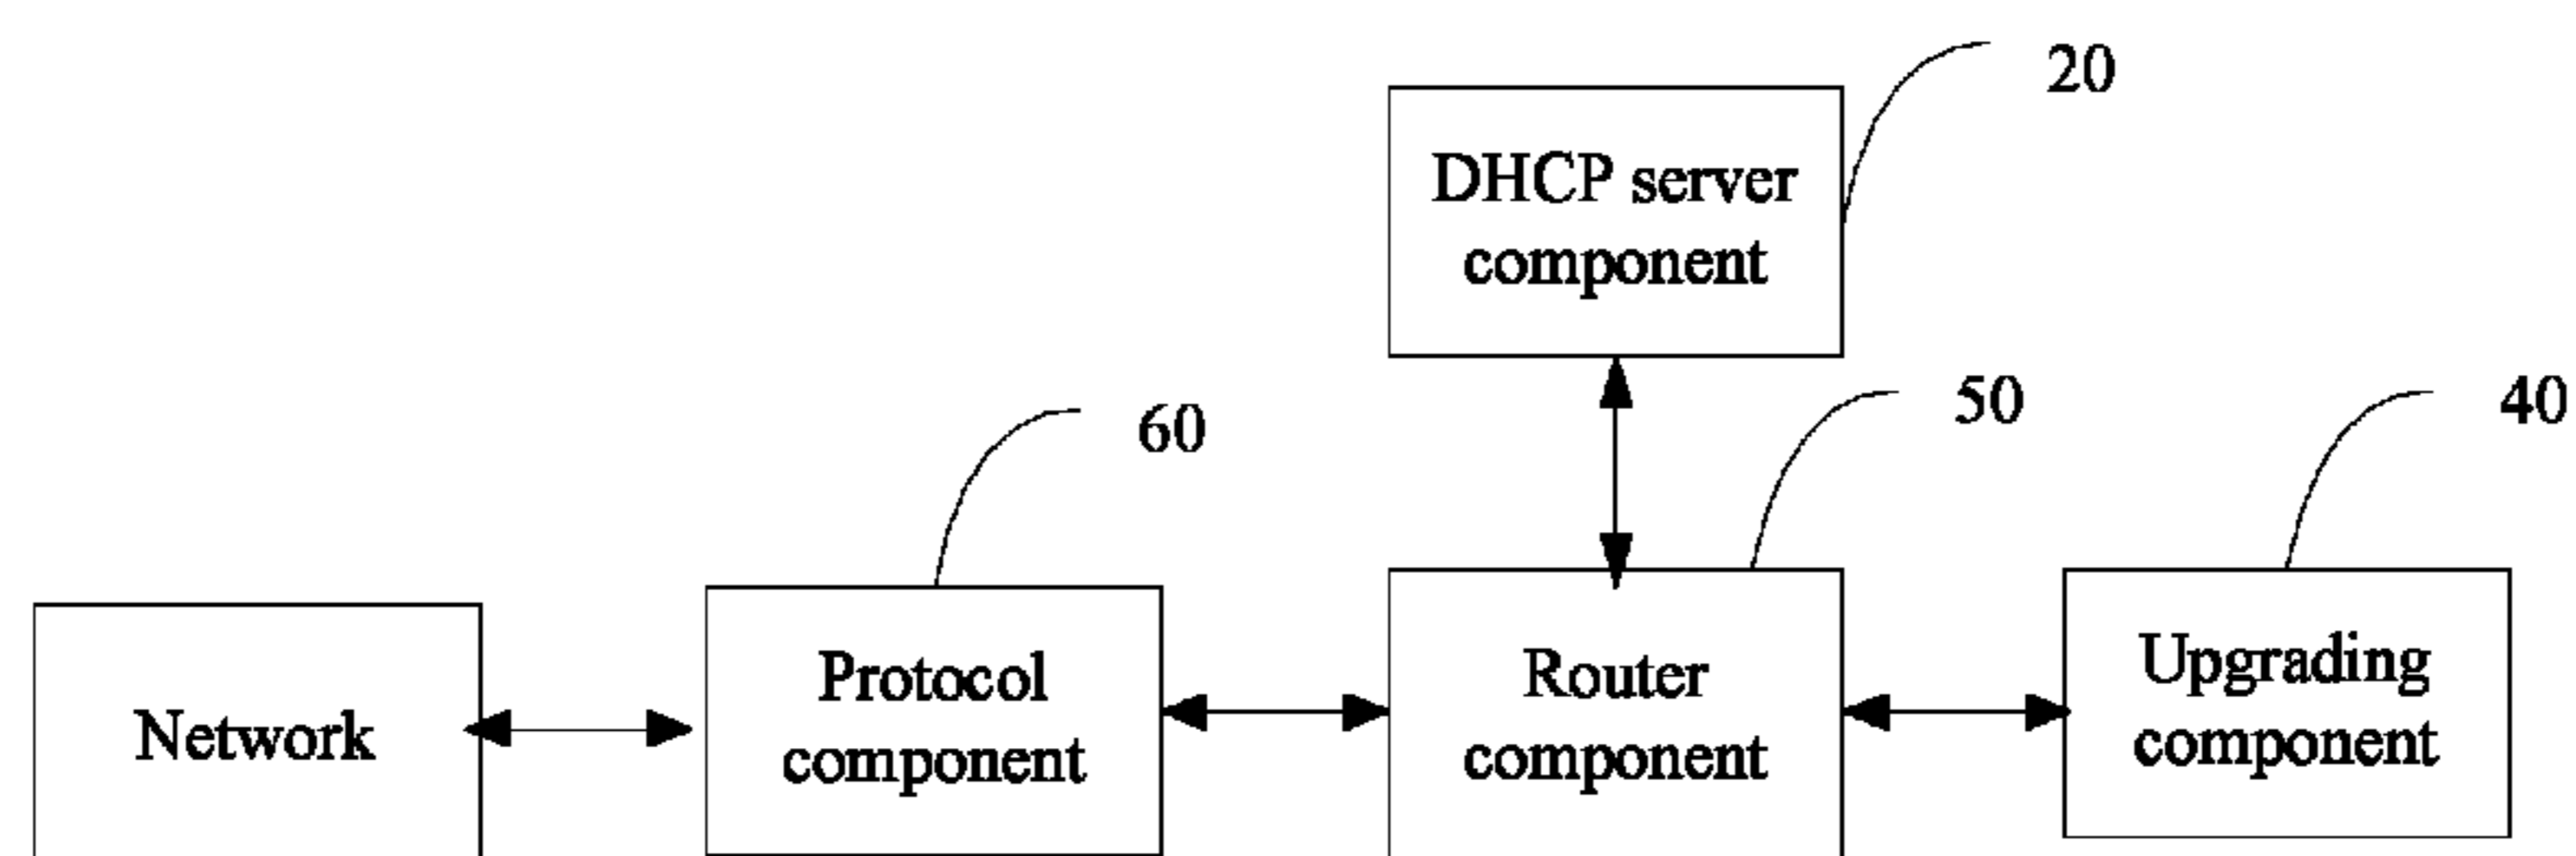 20
DHCP server
component
60
50
40
Network
Protocol
component
Router
component
Upgrading
component